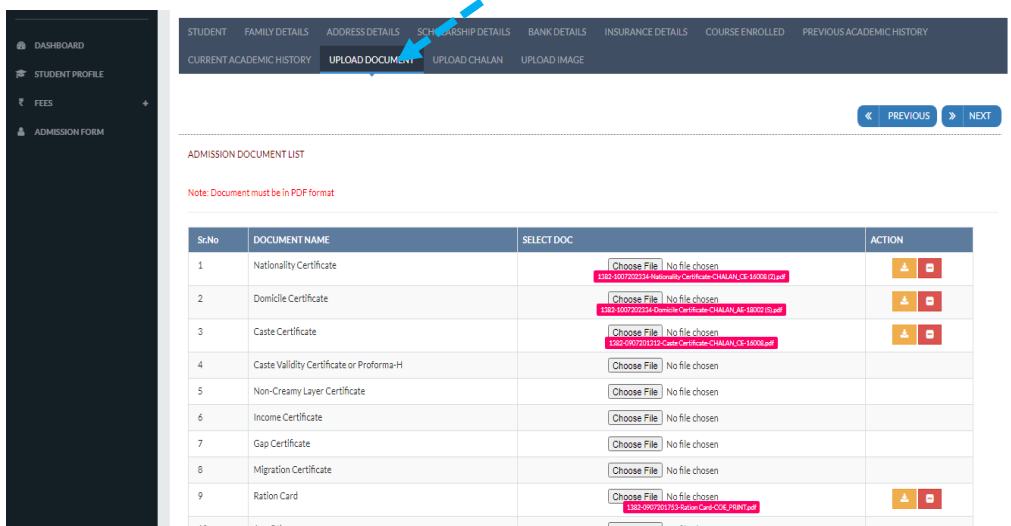 STUDENT FAMILY DETAILS ADDRESS DETAILS SCHOLARSHIP DETAILS BANK DETAILS INSURANCE DETAILS COURSE ENROLLED PREVIOUS ACADEMIC HISTORY
CURRENT ACADEMIC HISTORY UPLOAD DOCUMENT UPLOAD CHALAN UPLOAD IMAGE
DASHBOARD
STUDENT PROFILE
₹ FEES +
ADMISSION FORM
« PREVIOUS » NEXT
ADMISSION DOCUMENT LIST
Note: Document must be in PDF format
Sr.No DOCUMENT NAME SELECT DOC ACTION
1 Nationality Certificate Choose File No file chosen
1382-1007202334-Nationality Certificate-CHALAN_CE-16008 (2).pdf
2 Domicile Certificate Choose File No file chosen
1382-1007202334-Domicile Certificate-CHALAN_AE-18002 (5).pdf
3 Caste Certificate Choose File No file chosen
1382-0907201212-Caste Certificate-CHALAN_CE-16008.pdf
4 Caste Validity Certificate or Proforma-H Choose File No file chosen
5 Non-Creamy Layer Certificate Choose File No file chosen
6 Income Certificate Choose File No file chosen
7 Gap Certificate Choose File No file chosen
8 Migration Certificate Choose File No file chosen
9 Ration Card Choose File No file chosen
1382-0907201753-Ration Card-COE_PRINT.pdf